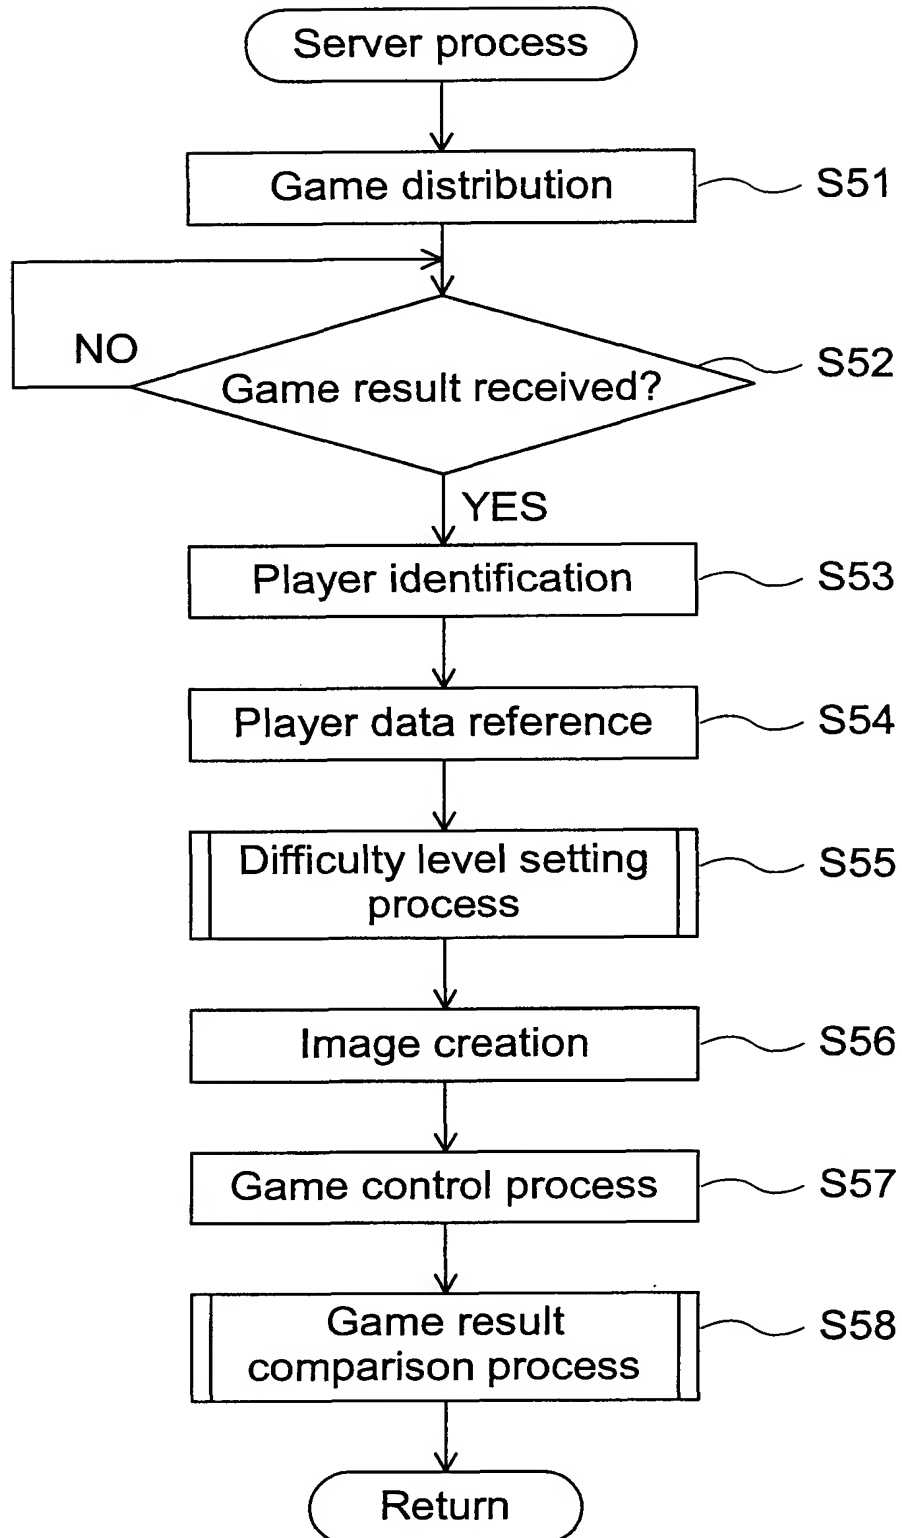 Server process
Game distribution
S51
NO
Game result received?
S52
YES
Player identification
S53
Player data reference
S54
Difficulty level setting
process
S55
Image creation
S56
Game control process
S57
Game result
comparison process
S58
Return